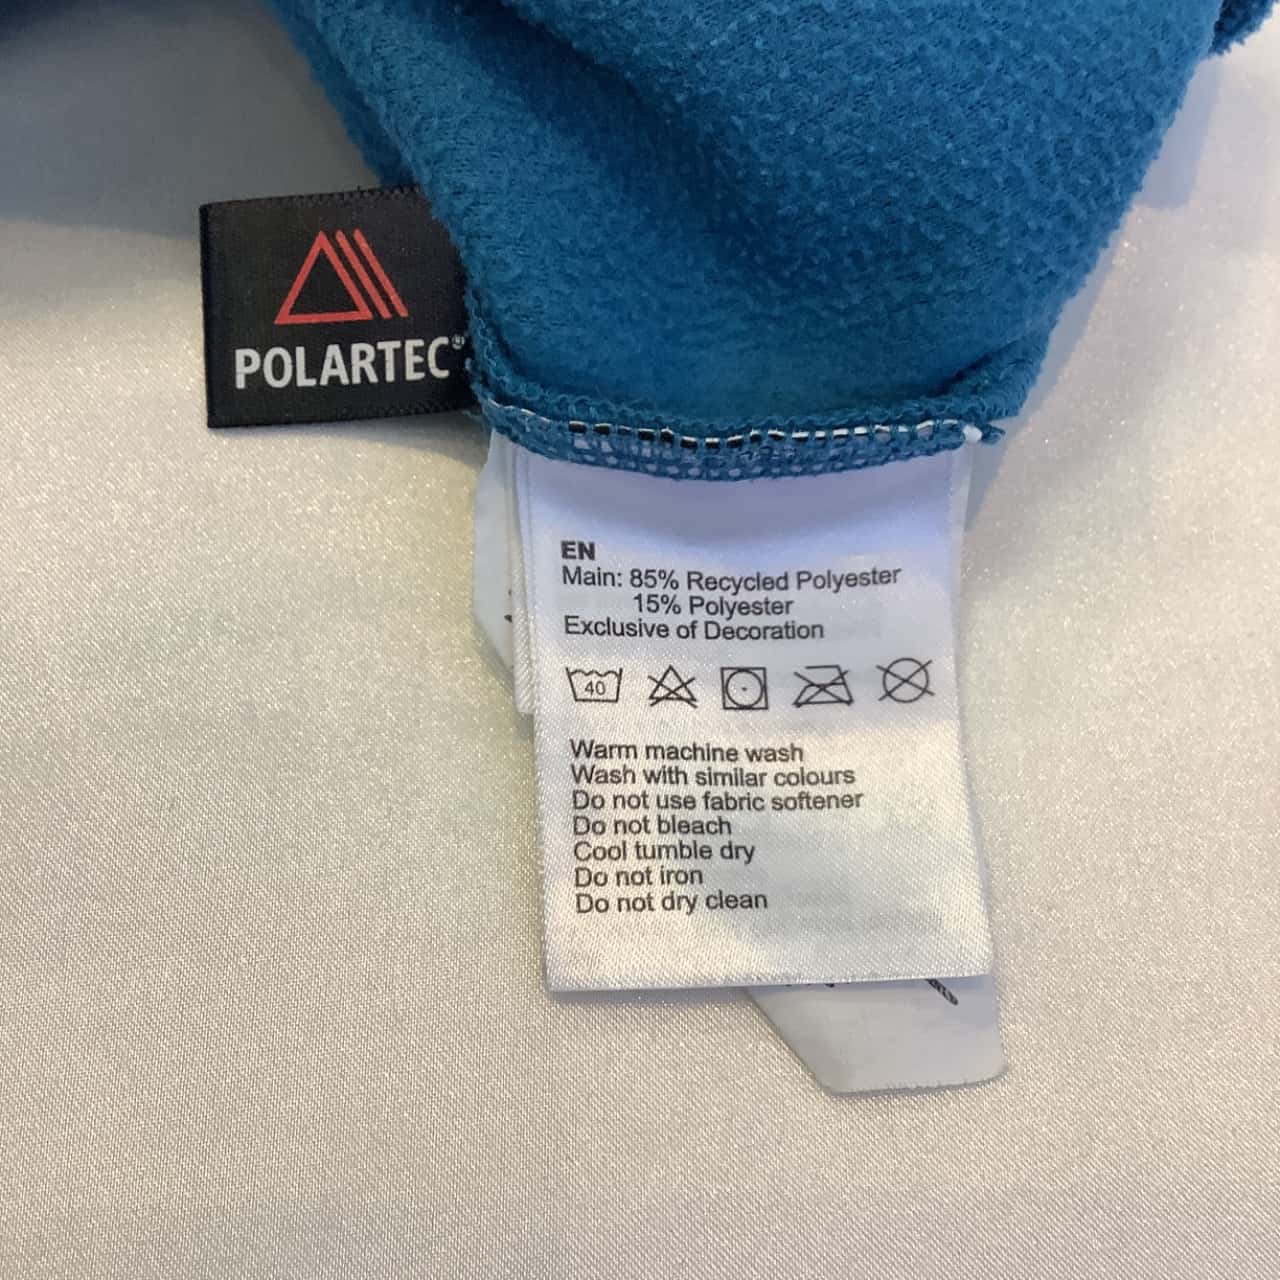 POLARTEC®
EN
Main: 85% Recycled Polyester
15% Polyester
Exclusive of Decoration
40
Warm machine wash
Wash with similar colours
Do not use fabric softener
Do not bleach
Cool tumble dry
Do not iron
Do not dry clean